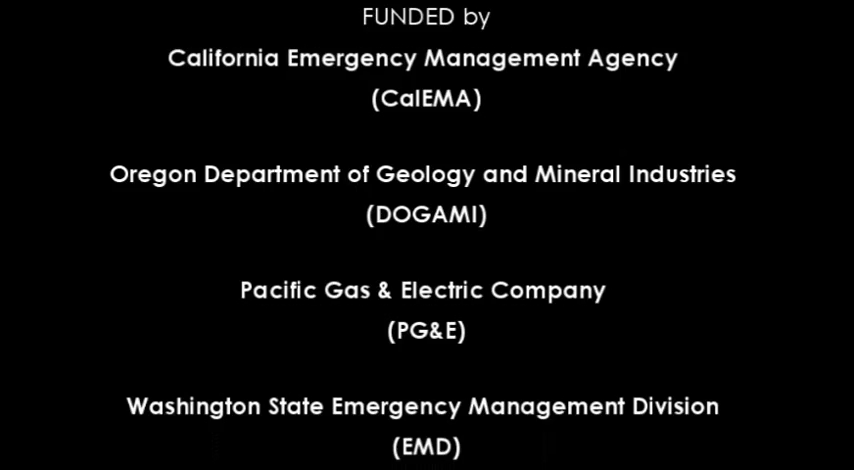 FUNDED by
California Emergency Management Agency
(CalEMA)
Oregon Department of Geology and Mineral Industries
(DOGAMI)
Pacific Gas & Electric Company
(PG&E)
Washington State Emergency Management Division
(EMD)